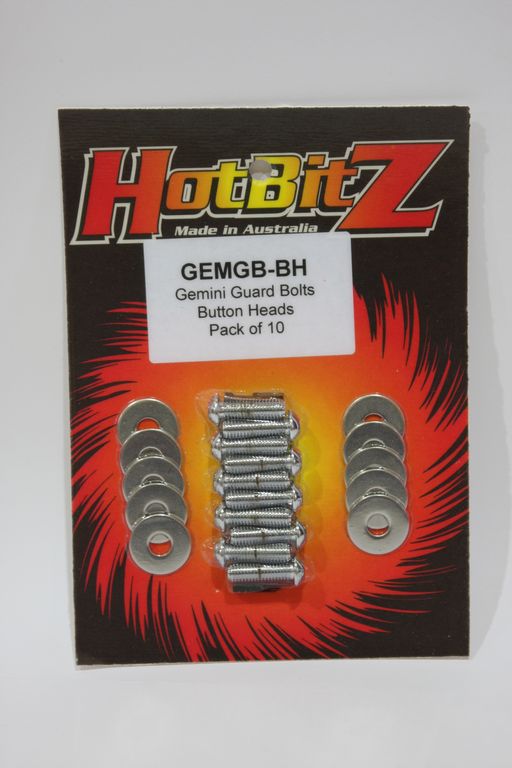 HotBitZ
Made in Australia
GEMGB-BH
Gemini Guard Bolts
Button Heads
Pack of 10